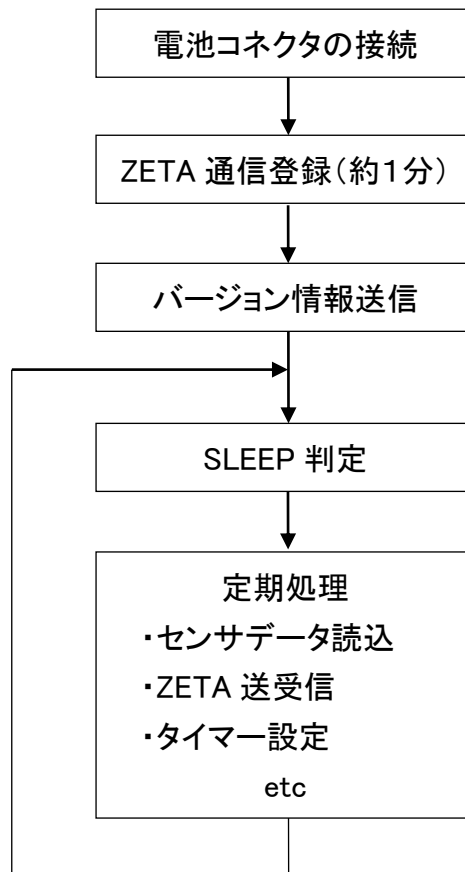 電池コネクタの接続
ZETA 通信登録（約１分）
バージョン情報送信
SLEEP 判定
定期処理
・センサデータ読込
・ZETA 送受信
・タイマー設定
etc